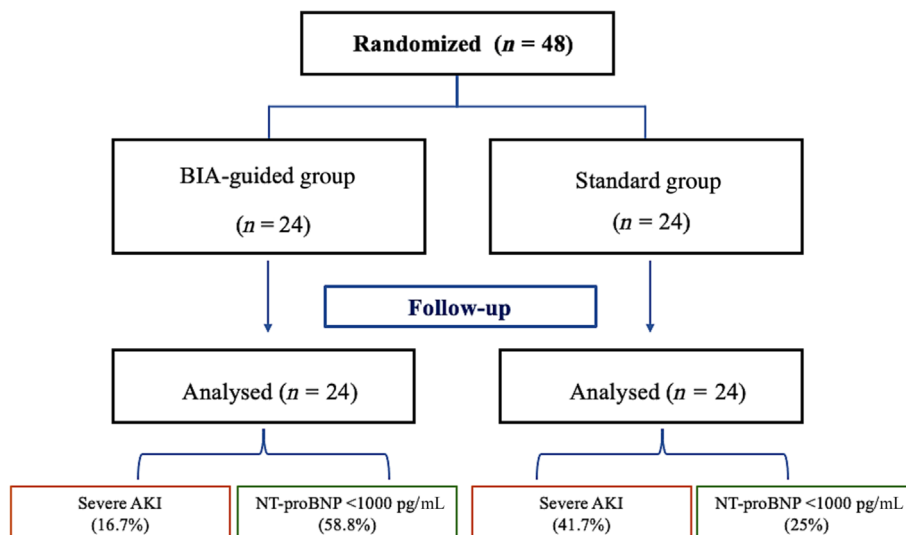 Randomized (n = 48)
BIA-guided group
(n = 24)
Standard group
(n = 24)
Follow-up
Analysed (n = 24)
Analysed (n = 24)
Severe AKI
(16.7%)
NT-proBNP <1000 pg/mL
(58.8%)
Severe AKI
(41.7%)
NT-proBNP <1000 pg/mL
(25%)